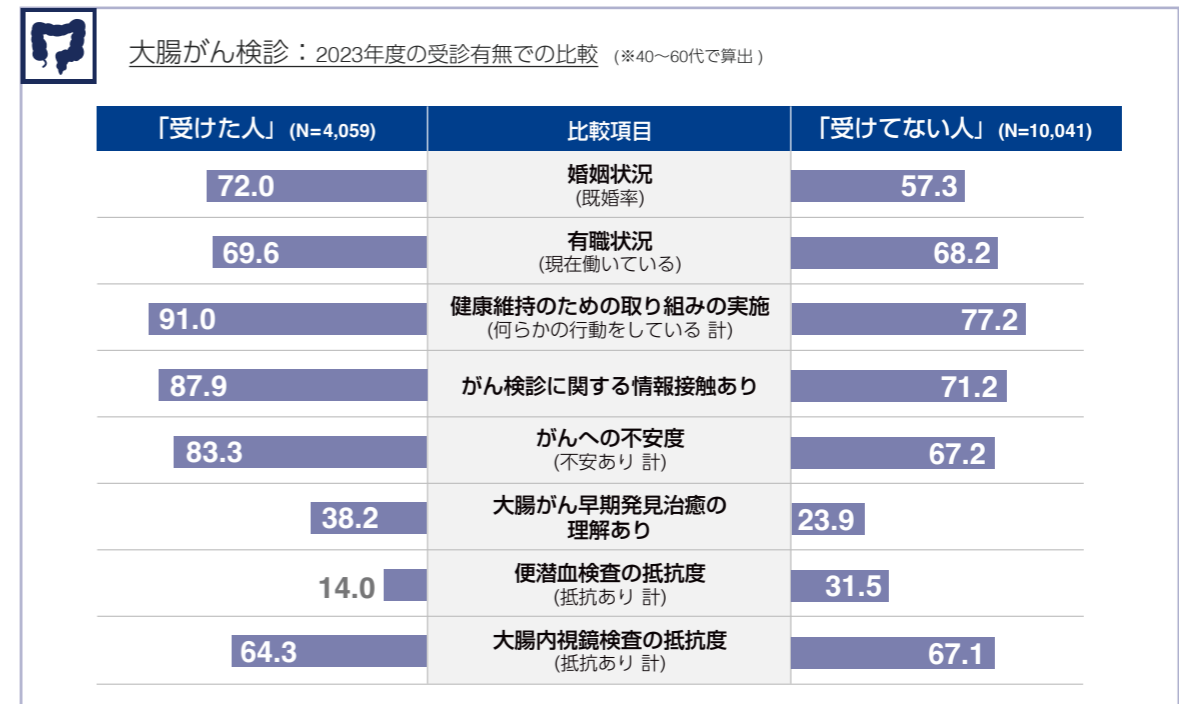 大腸がん検診：2023年度の受診有無での比較 (※40〜60代で算出 )
「受けた人」(N=4,059) 比較項目 「受けてない人」(N=10,041)
72.0 婚姻状況 57.3
(既婚率)
69.6 有職状況 68.2
(現在働いている)
91.0 健康維持のための取り組みの実施 77.2
(何らかの行動をしている 計)
87.9 がん検診に関する情報接触あり 71.2
83.3 がんへの不安度 67.2
(不安あり 計)
38.2 大腸がん早期発見治癒の 23.9
理解あり
14.0 便潜血検査の抵抗度 31.5
(抵抗あり 計)
64.3 大腸内視鏡検査の抵抗度 67.1
(抵抗あり 計)